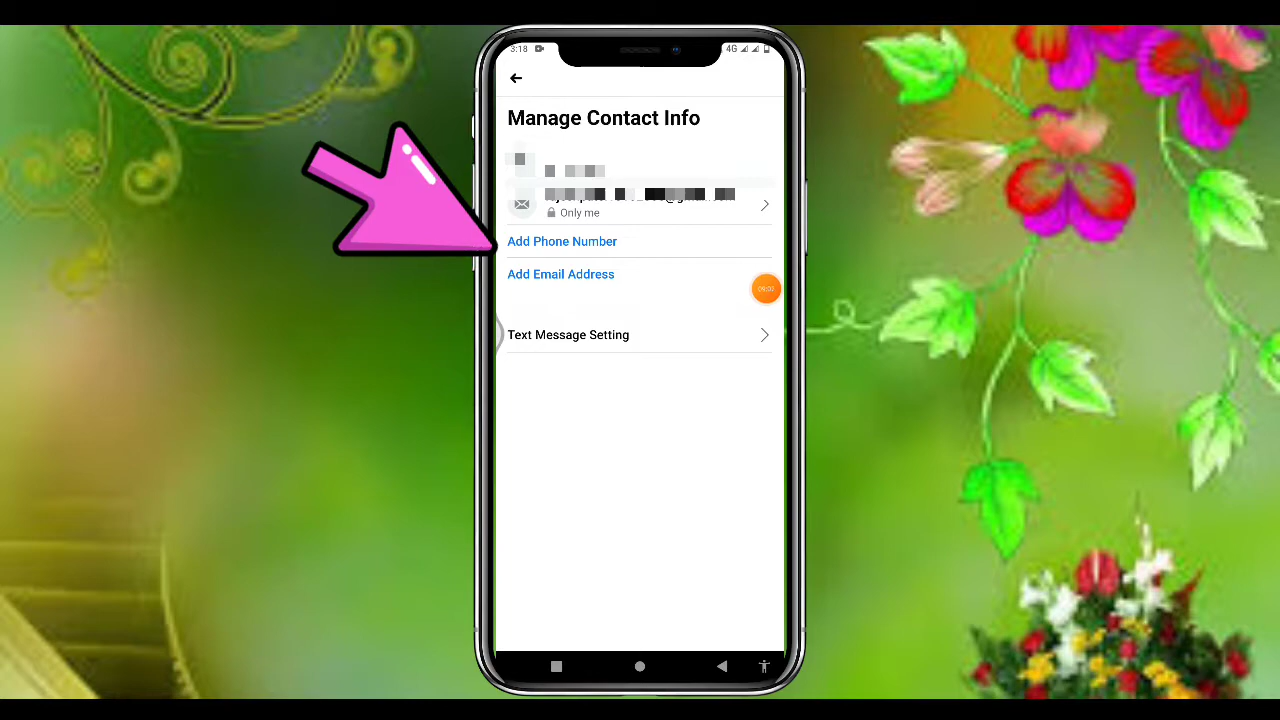 3:18
4G
Manage Contact Info
Only me
Add Phone Number
Add Email Address
Text Message Setting